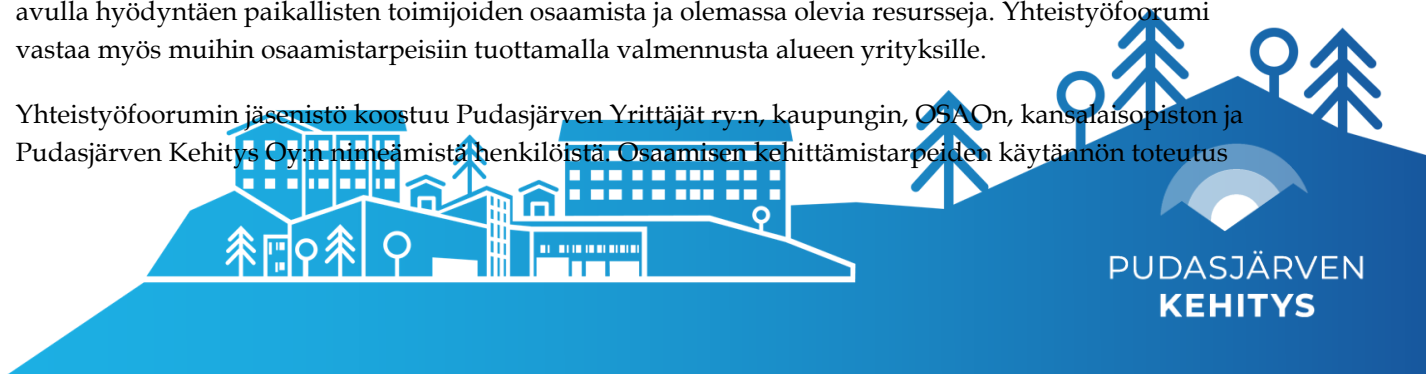 avulla hyödyntäen paikallisten toimijoiden osaamista ja olemassa olevia resursseja. Yhteistyöfoorumi
vastaa myös muihin osaamistarpeisiin tuottamalla valmennusta alueen yrityksille.
Yhteistyöfoorumin jäsenistö koostuu Pudasjärven Yrittäjät ry:n, kaupungin, OSAOn, kansalaisopiston ja
Pudasjärven Kehitys Oy:n nimeämistä henkilöistä. Osaamisen kehittämistarpeiden käytännön toteutus
PUDASJÄRVEN
KEHITYS